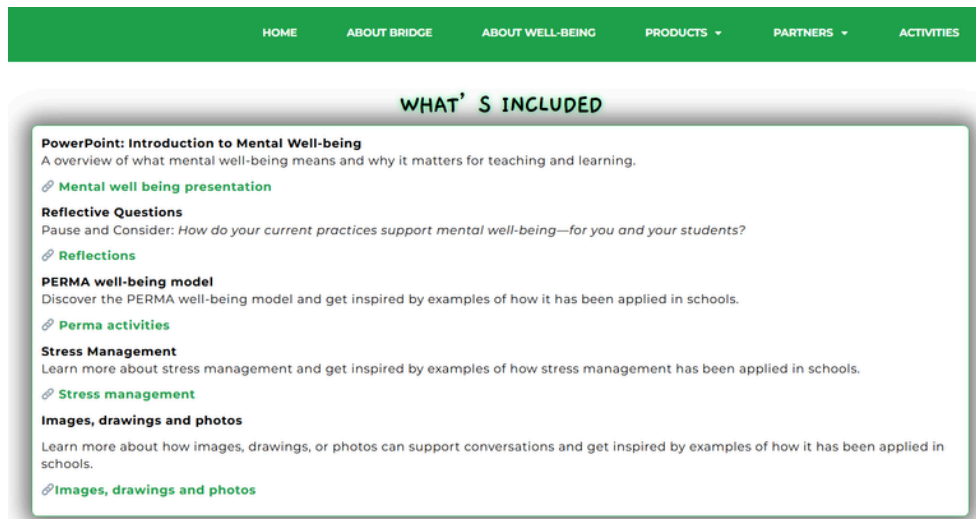 HOME ABOUT BRIDGE ABOUT WELL-BEING PRODUCTS PARTNERS ACTIVITIES
WHAT' S INCLUDED
PowerPoint: Introduction to Mental Well-being
A overview of what mental well-being means and why it matters for teaching and learning.
Mental well being presentation
Reflective Questions
Pause and Consider: How do your current practices support mental well-being—for you and your students?
Reflections
PERMA well-being model
Discover the PERMA well-being model and get inspired by examples of how it has been applied in schools.
Perma activities
Stress Management
Learn more about stress management and get inspired by examples of how stress management has been applied in schools.
Stress management
Images, drawings and photos
Learn more about how images, drawings, or photos can support conversations and get inspired by examples of how it has been applied in
schools.
Images, drawings and photos